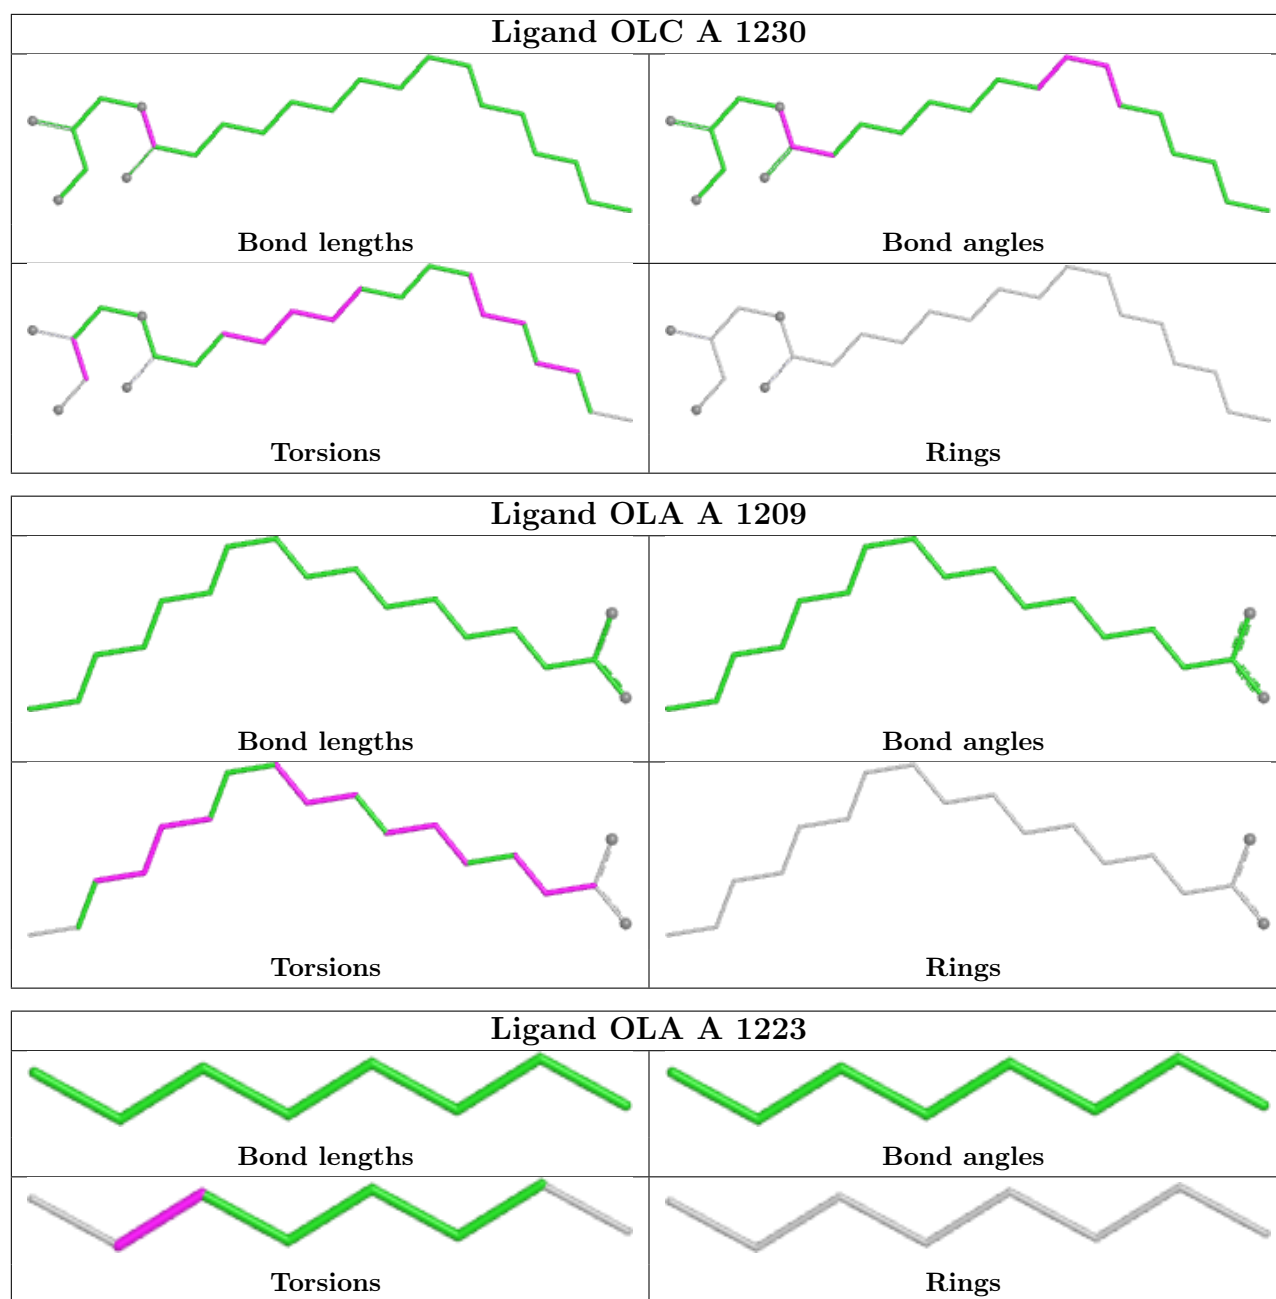 Ligand OLC A 1230
Bond lengths
Bond angles
Torsions
Rings
Ligand OLA A 1209
Bond lengths
Bond angles
Torsions
Rings
Ligand OLA A 1223
Bond lengths
Bond angles
Torsions
Rings